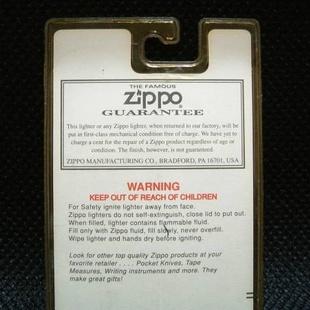 THE FAMOUS
Zippo
GUARANTEE
This lighter or any Zippo lighter, when returned to our factory, will be
put in first-class mechanical condition free of charge. We have yet to
charge a cent for the repair of a Zippo product regardless of age or
condition. The finish, however, is not guaranteed.
ZIPPO MANUFACTURING CO., BRADFORD, PA 16701, USA
WARNING
KEEP OUT OF REACH OF CHILDREN
For Safety ignite lighter away from face.
Zippo lighters do not self-extinguish, close lid to put out.
When filled, lighter contains flammable fluid.
Fill only with Zippo fluid, fill slowly, never overfill.
Wipe lighter and hands dry before igniting.
Look for other top quality Zippo products at your
favorite retailer . . . . Pocket Knives, Tape
Measures, Writing instruments and more. They
make great gifts!